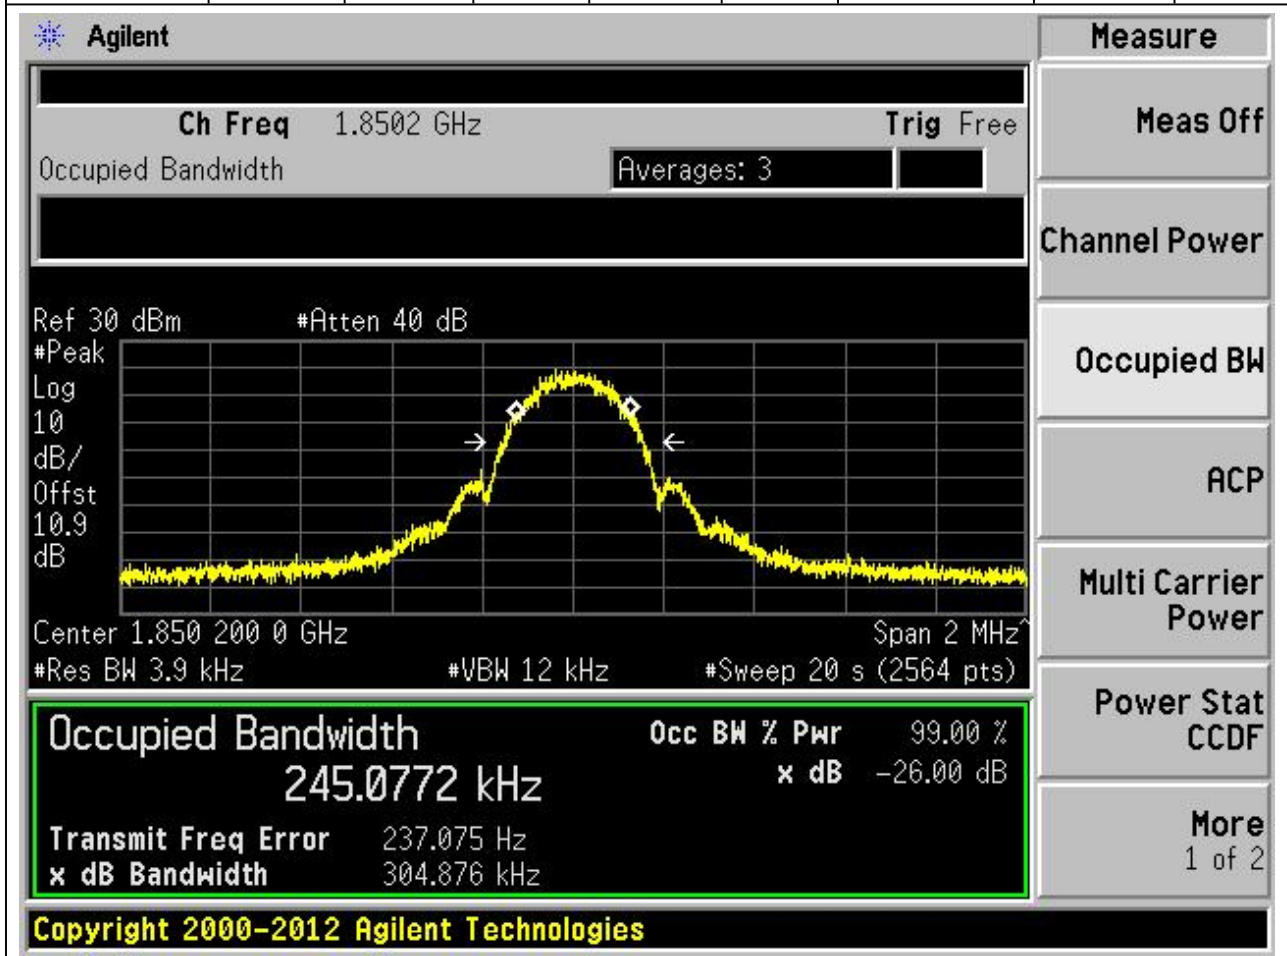 Agilent
Measure
Ch Freq 1.8502 GHz Trig Free
Occupied Bandwidth Averages: 3
Meas Off
Channel Power
Occupied BW
ACP
Multi Carrier
Power
Power Stat
CCDF
More
1 of 2
Ref 30 dBm #Atten 40 dB
#Peak
Log
10
dB/
Offst
10.9
dB
Center 1.850 200 0 GHz Span 2 MHz^
#Res BW 3.9 kHz #VBW 12 kHz #Sweep 20 s (2564 pts)
Occupied Bandwidth Occ BW % Pwr 99.00 %
245.0772 kHz x dB -26.00 dB
Transmit Freq Error 237.075 Hz
x dB Bandwidth 304.876 kHz
Copyright 2000-2012 Agilent Technologies